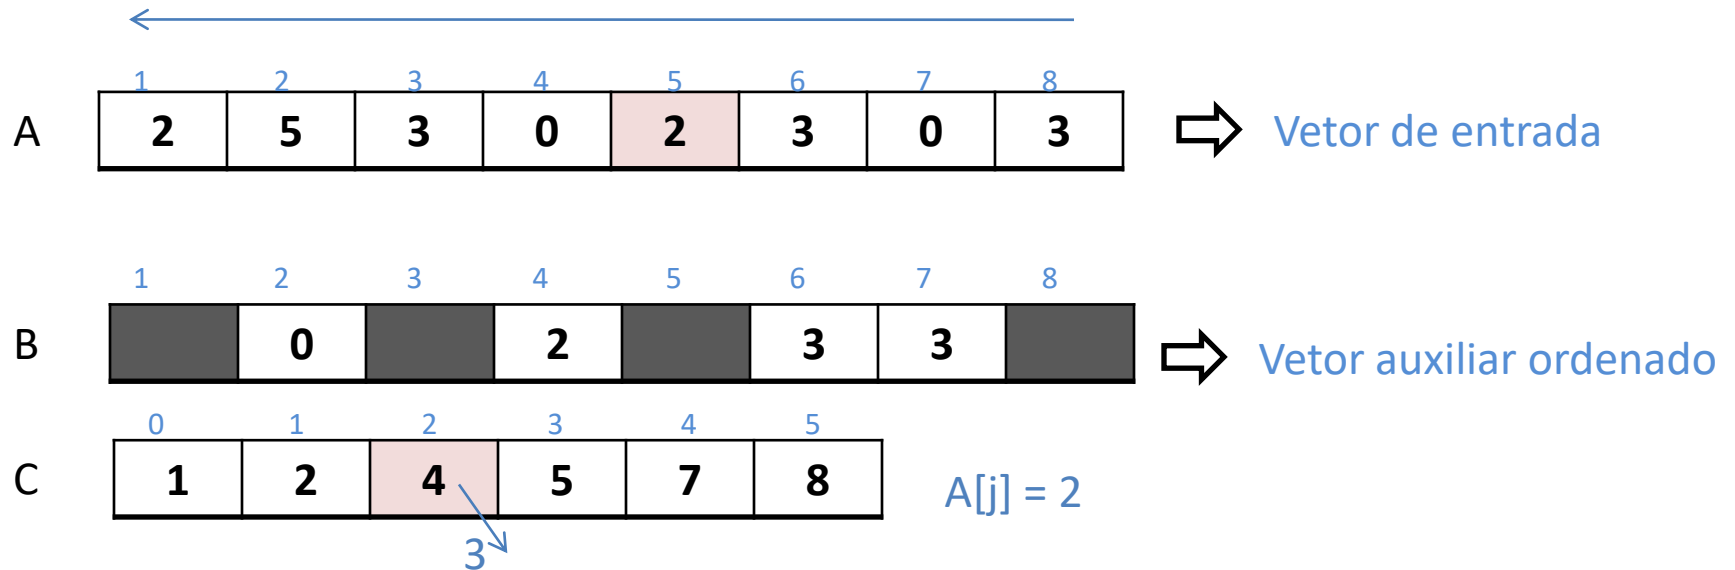 1 2 3 4 5 6 7 8
A 2 5 3 0 2 3 0 3 Vetor de entrada
1 2 3 4 5 6 7 8
B 0 2 3 3 Vetor auxiliar ordenado
0 1 2 3 4 5
C 1 2 4 5 7 8 A[j] = 2
3